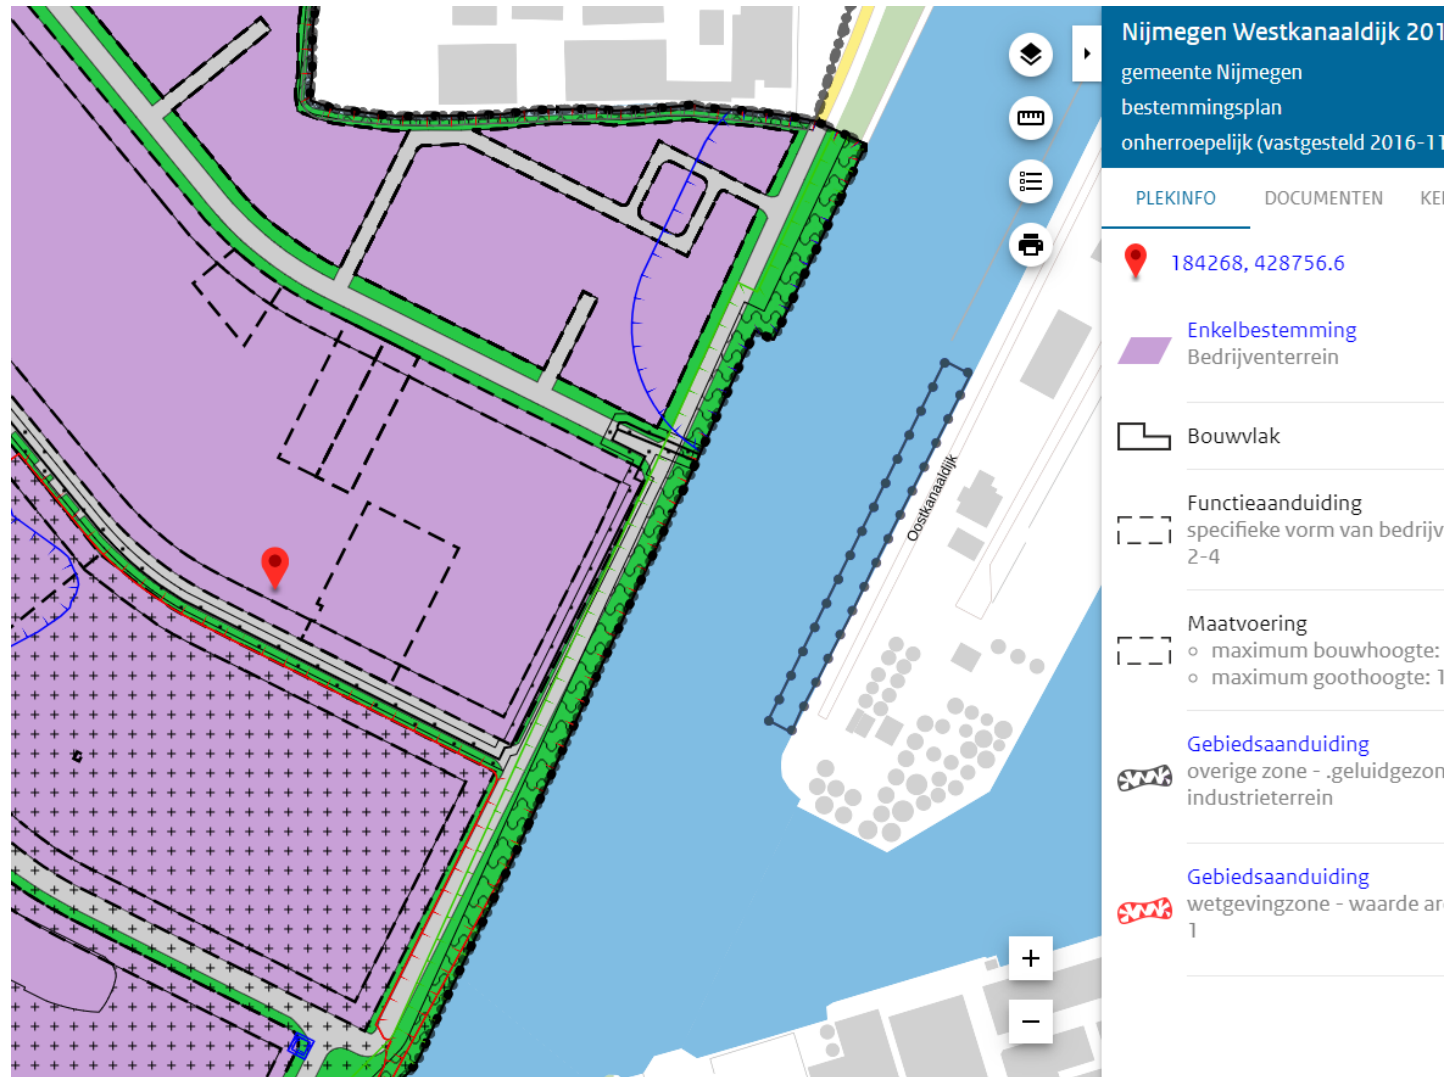 Nijmegen Westkanaaldijk 201
gemeente Nijmegen
bestemmingsplan
onherroepelijk (vastgesteld 2016-11
PLEKINFO DOCUMENTEN
184268, 428756.6
Enkelbestemming
Bedrijventerrein
Bouwvlak
Functieaanduiding
specifieke vorm van bedrijv
2-4
Maatvoering
maximum bouwhoogte:
maximum goothoogte: 1
Gebiedsaanduiding
overige zone - .geluidgezon
industrieterrein
Gebiedsaanduiding
wetgevingzone - waarde ar
1
Oostkanaaldijk
+
−